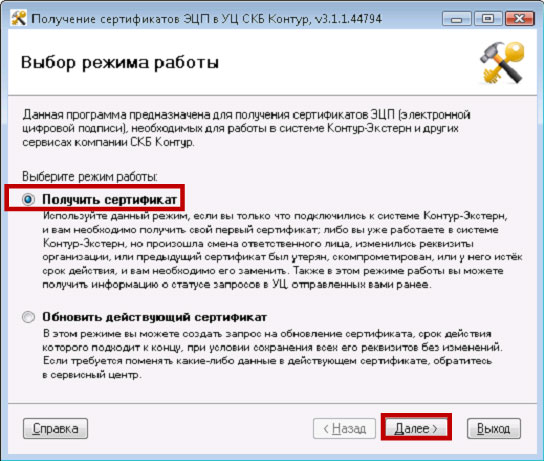 Получение сертификатов ЭЦП в УЦ СКБ Контур, v3.1.1.44794
Выбор режима работы
Данная программа предназначена для получения сертификатов ЭЦП (электронной
цифровой подписи), необходимых для работы в системе Контур-Экстерн и других
сервисах компании СКБ Контур.
Выберите режим работы:
Получить сертификат
Используйте данный режим, если вы только что подключились к системе Контур-Экстерн,
и вам необходимо получить свой первый сертификат; либо вы уже работаете в системе
Контур-Экстерн, но произошла смена ответственного лица, изменились реквизиты
организации, или предыдущий сертификат был утерян, скомпрометирован, или у него истёк
срок действия, и вам необходимо его заменить. Также в этом режиме работы вы можете
получить информацию о статусе запросов в УЦ, отправленных вами ранее.
Обновить действующий сертификат
В этом режиме вы можете создать запрос на обновление сертификата, срок действия
которого подходит к концу, при условии сохранения всех его реквизитов без изменений.
Если требуется поменять какие-либо данные в действующем сертификате, обратитесь
в сервисный центр.
Справка < Назад Далее > Выход